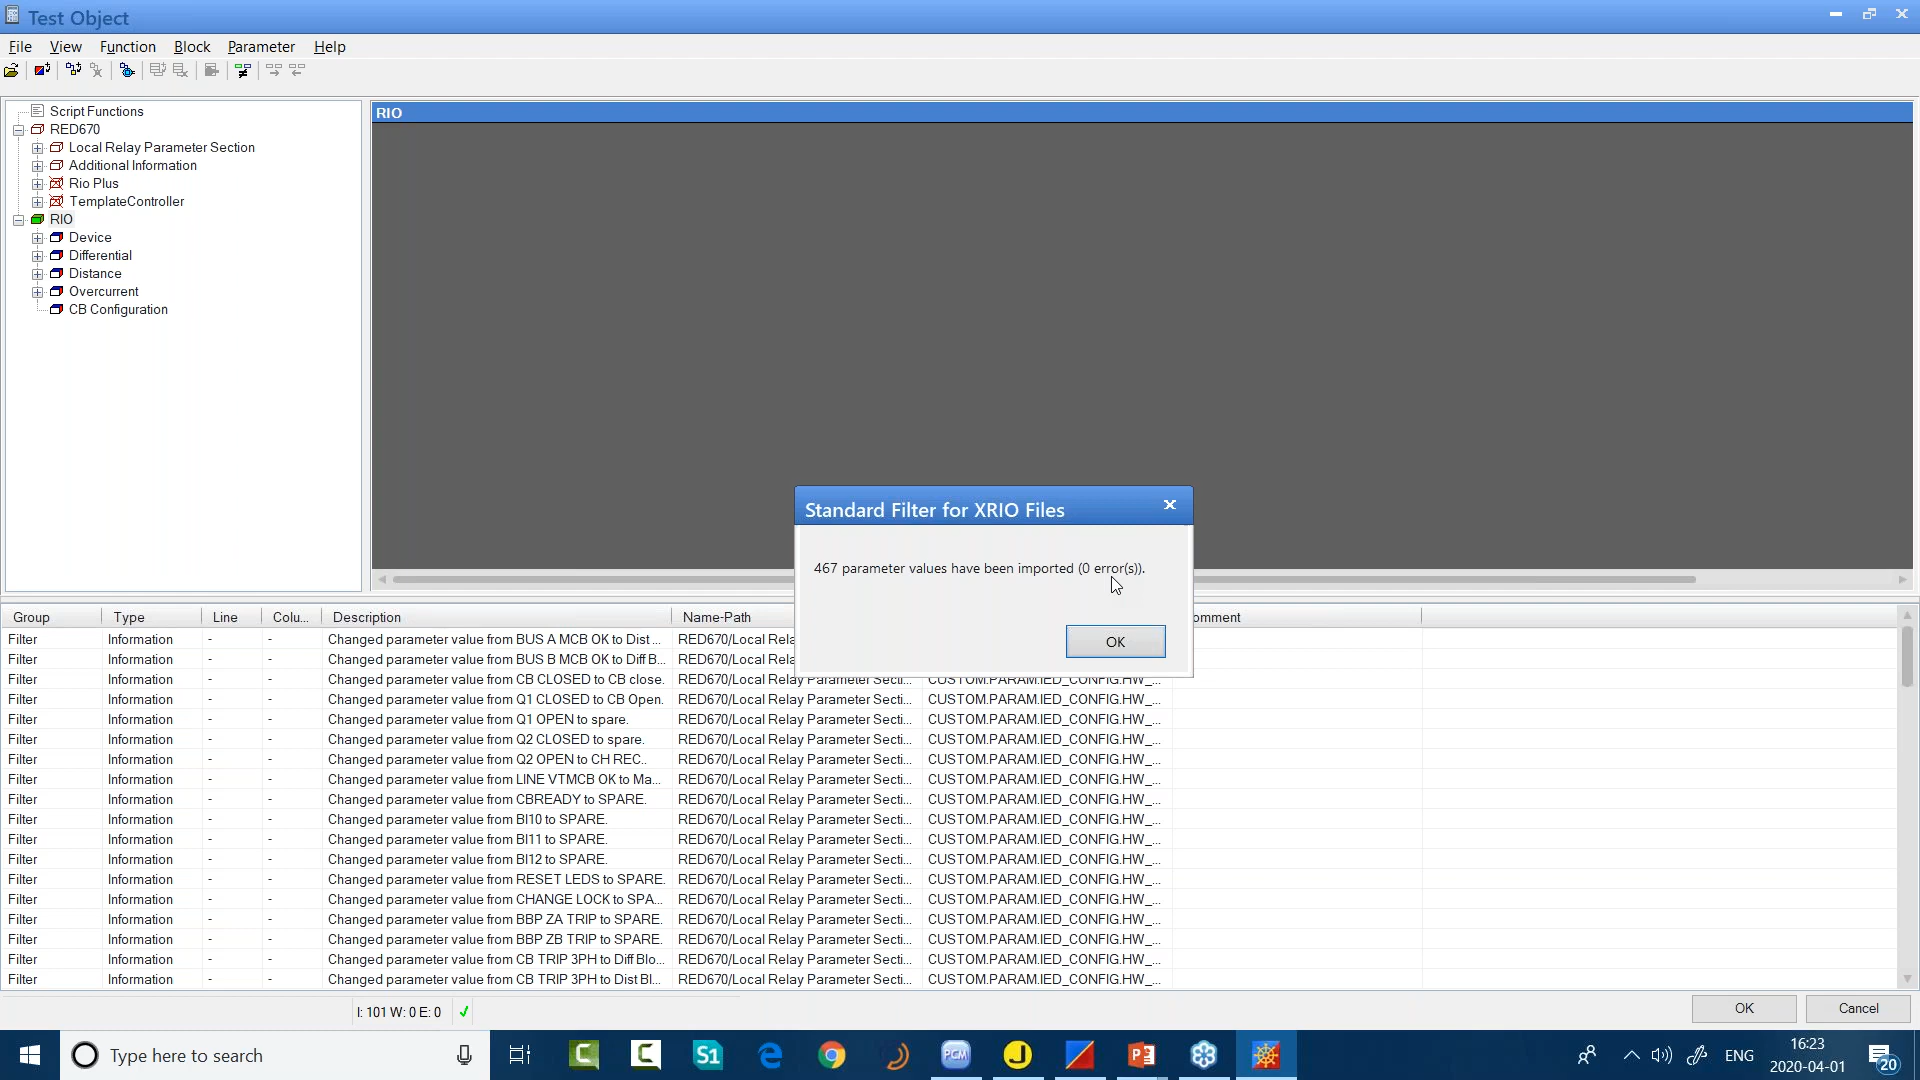 Test Object
File View Function Block Parameter Help
Script Functions
RED670
Local Relay Parameter Section
Additional Information
Rio Plus
TemplateController
RIO
Device
Differential
Distance
Overcurrent
CB Configuration
RIO
Standard Filter for XRIO Files
467 parameter values have been imported (0 error(s)).
OK
Group Type Line Colu... Description Name-Path omment
Filter Information - - Changed parameter value from BUS A MCB OK to Dist ... RED670/Local Rela
Filter Information - - Changed parameter value from BUS B MCB OK to Diff B... RED670/Local Rela
Filter Information - - Changed parameter value from CB CLOSED to CB close. RED670/Local Relay Parameter Secti... CUSTOM.PARAM.IED_CONFIG.HW_...
Filter Information - - Changed parameter value from Q1 CLOSED to CB Open. RED670/Local Relay Parameter Secti... CUSTOM.PARAM.IED_CONFIG.HW_...
Filter Information - - Changed parameter value from Q1 OPEN to spare. RED670/Local Relay Parameter Secti... CUSTOM.PARAM.IED_CONFIG.HW_...
Filter Information - - Changed parameter value from Q2 CLOSED to spare. RED670/Local Relay Parameter Secti... CUSTOM.PARAM.IED_CONFIG.HW_...
Filter Information - - Changed parameter value from Q2 OPEN to CH REC.. RED670/Local Relay Parameter Secti... CUSTOM.PARAM.IED_CONFIG.HW_...
Filter Information - - Changed parameter value from LINE VTMCB OK to Ma... RED670/Local Relay Parameter Secti... CUSTOM.PARAM.IED_CONFIG.HW_...
Filter Information - - Changed parameter value from CBREADY to SPARE. RED670/Local Relay Parameter Secti... CUSTOM.PARAM.IED_CONFIG.HW_...
Filter Information - - Changed parameter value from BI10 to SPARE. RED670/Local Relay Parameter Secti... CUSTOM.PARAM.IED_CONFIG.HW_...
Filter Information - - Changed parameter value from BI11 to SPARE. RED670/Local Relay Parameter Secti... CUSTOM.PARAM.IED_CONFIG.HW_...
Filter Information - - Changed parameter value from BI12 to SPARE. RED670/Local Relay Parameter Secti... CUSTOM.PARAM.IED_CONFIG.HW_...
Filter Information - - Changed parameter value from RESET LEDS to SPARE. RED670/Local Relay Parameter Secti... CUSTOM.PARAM.IED_CONFIG.HW_...
Filter Information - - Changed parameter value from CHANGE LOCK to SPA... RED670/Local Relay Parameter Secti... CUSTOM.PARAM.IED_CONFIG.HW_...
Filter Information - - Changed parameter value from BBP ZA TRIP to SPARE. RED670/Local Relay Parameter Secti... CUSTOM.PARAM.IED_CONFIG.HW_...
Filter Information - - Changed parameter value from BBP ZB TRIP to SPARE. RED670/Local Relay Parameter Secti... CUSTOM.PARAM.IED_CONFIG.HW_...
Filter Information - - Changed parameter value from CB TRIP 3PH to Diff Blo... RED670/Local Relay Parameter Secti... CUSTOM.PARAM.IED_CONFIG.HW_...
Filter Information - - Changed parameter value from CB TRIP 3PH to Dist Bl... RED670/Local Relay Parameter Secti... CUSTOM.PARAM.IED_CONFIG.HW_...
I: 101 W: 0 E: 0
OK Cancel
Type here to search
C C S1 PCM J P
ENG
16:23
2020-04-01
20